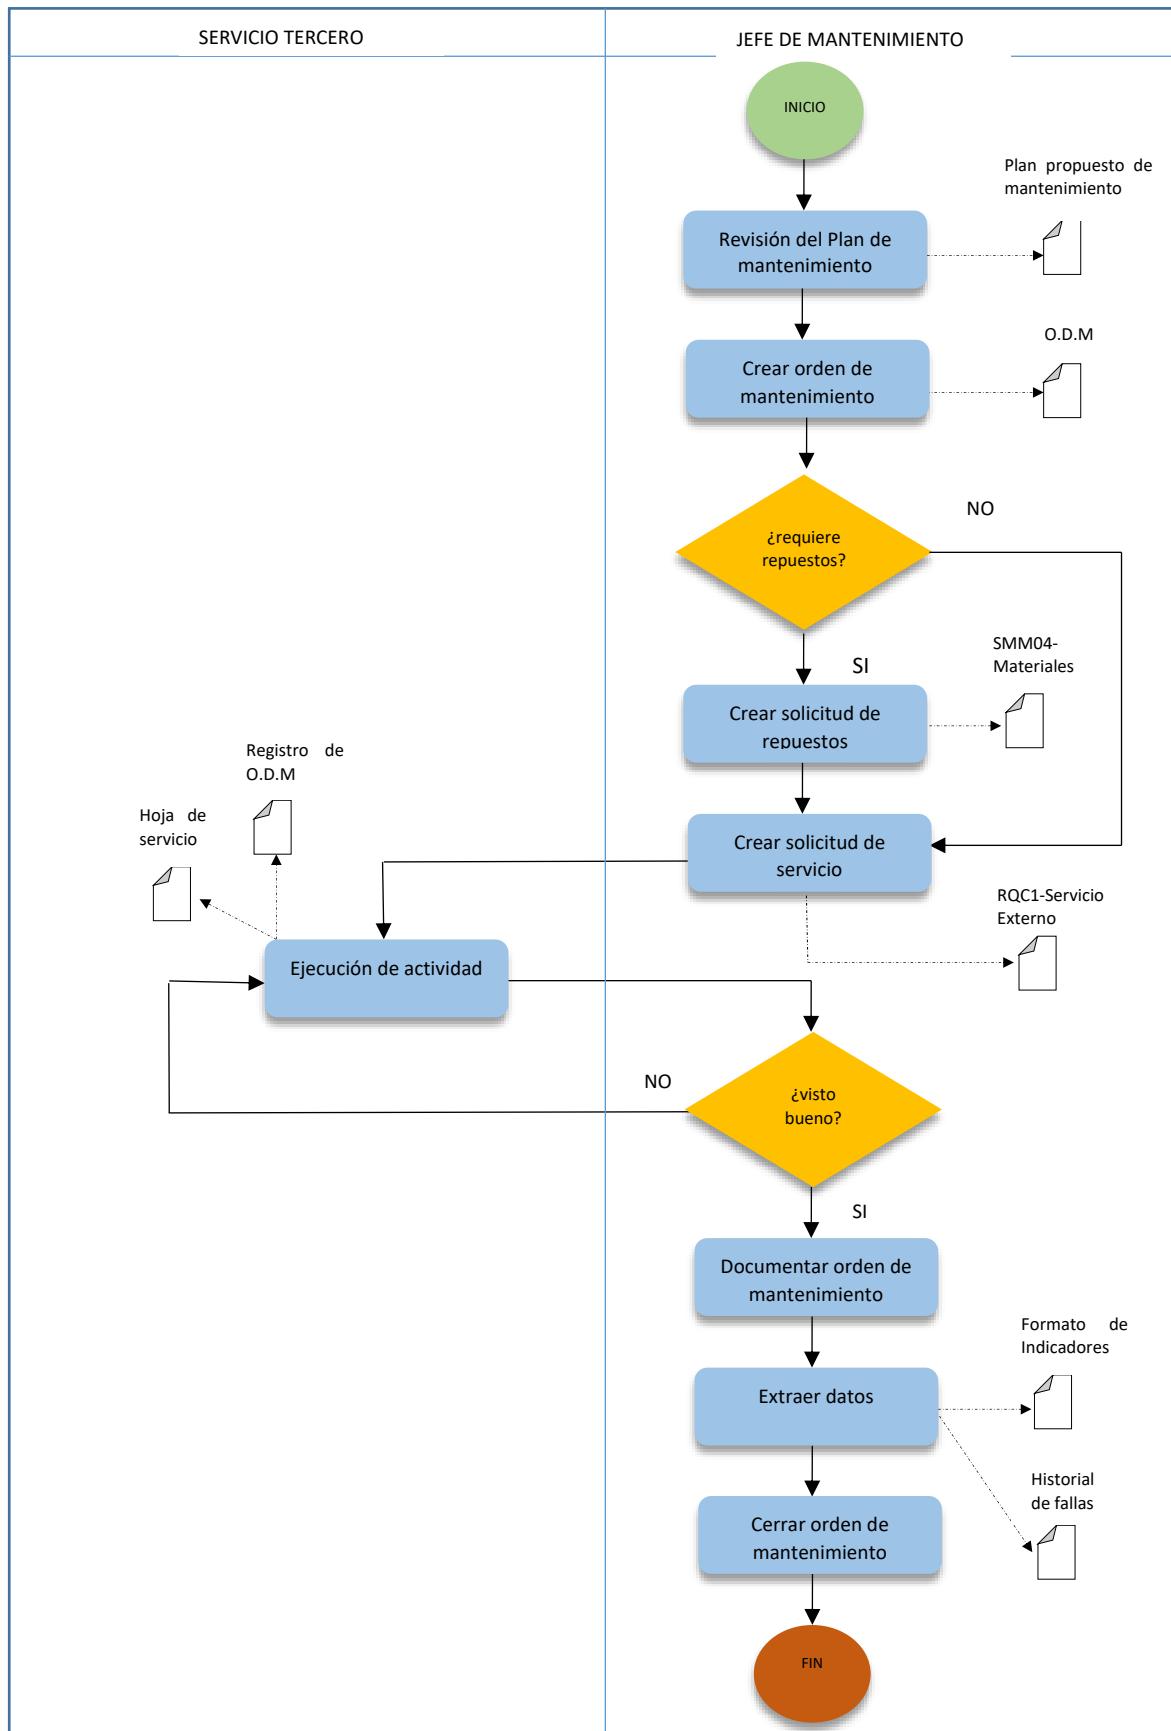 SERVICIO TERCERO
JEFE DE MANTENIMIENTO
INICIO
Plan propuesto de
mantenimiento
Revisión del Plan de
mantenimiento
O.D.M
Crear orden de
mantenimiento
NO
¿requiere
repuestos?
SI
SMM04-
Materiales
Crear solicitud de
repuestos
Registro de
O.D.M
Hoja de
servicio
Crear solicitud de
servicio
RQC1-Servicio
Externo
Ejecución de actividad
NO
¿visto
bueno?
SI
Documentar orden de
mantenimiento
Formato de
Indicadores
Extraer datos
Historial
de fallas
Cerrar orden de
mantenimiento
FIN